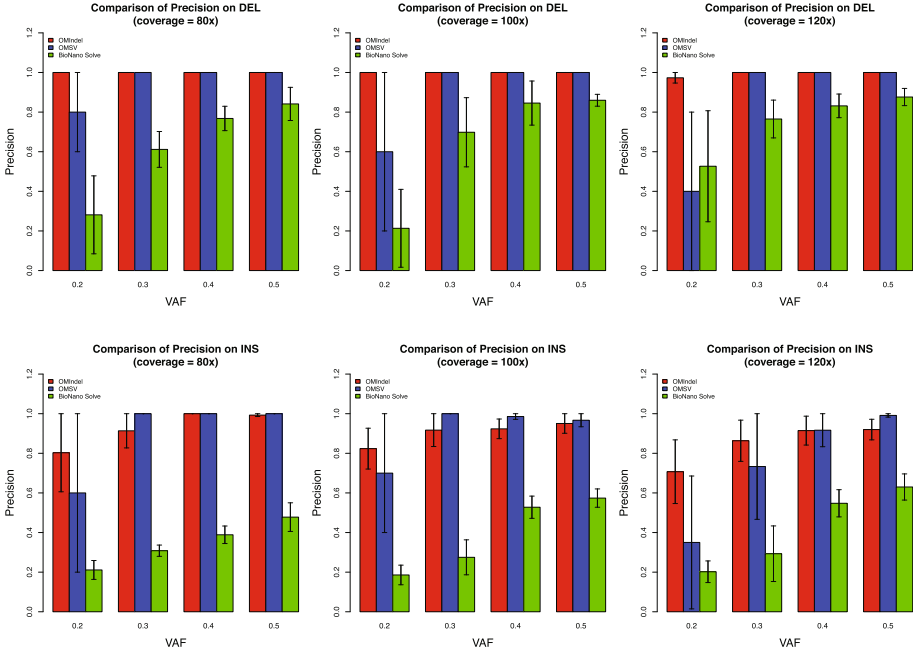 Comparison of Precision on DEL
(coverage = 80x)
OMIndel
OMSV
BioNano Solve
Precision
0.0
0.2
0.4
0.6
0.8
1.0
1.2
0.2
0.3
0.4
0.5
VAF
Comparison of Precision on DEL
(coverage = 100x)
OMIndel
OMSV
BioNano Solve
Precision
0.0
0.2
0.4
0.6
0.8
1.0
1.2
0.2
0.3
0.4
0.5
VAF
Comparison of Precision on DEL
(coverage = 120x)
OMIndel
OMSV
BioNano Solve
Precision
0.0
0.2
0.4
0.6
0.8
1.0
1.2
0.2
0.3
0.4
0.5
VAF
Comparison of Precision on INS
(coverage = 80x)
OMIndel
OMSV
BioNano Solve
Precision
0.0
0.2
0.4
0.6
0.8
1.0
1.2
0.2
0.3
0.4
0.5
VAF
Comparison of Precision on INS
(coverage = 100x)
OMIndel
OMSV
BioNano Solve
Precision
0.0
0.2
0.4
0.6
0.8
1.0
1.2
0.2
0.3
0.4
0.5
VAF
Comparison of Precision on INS
(coverage = 120x)
OMIndel
OMSV
BioNano Solve
Precision
0.0
0.2
0.4
0.6
0.8
1.0
1.2
0.2
0.3
0.4
0.5
VAF